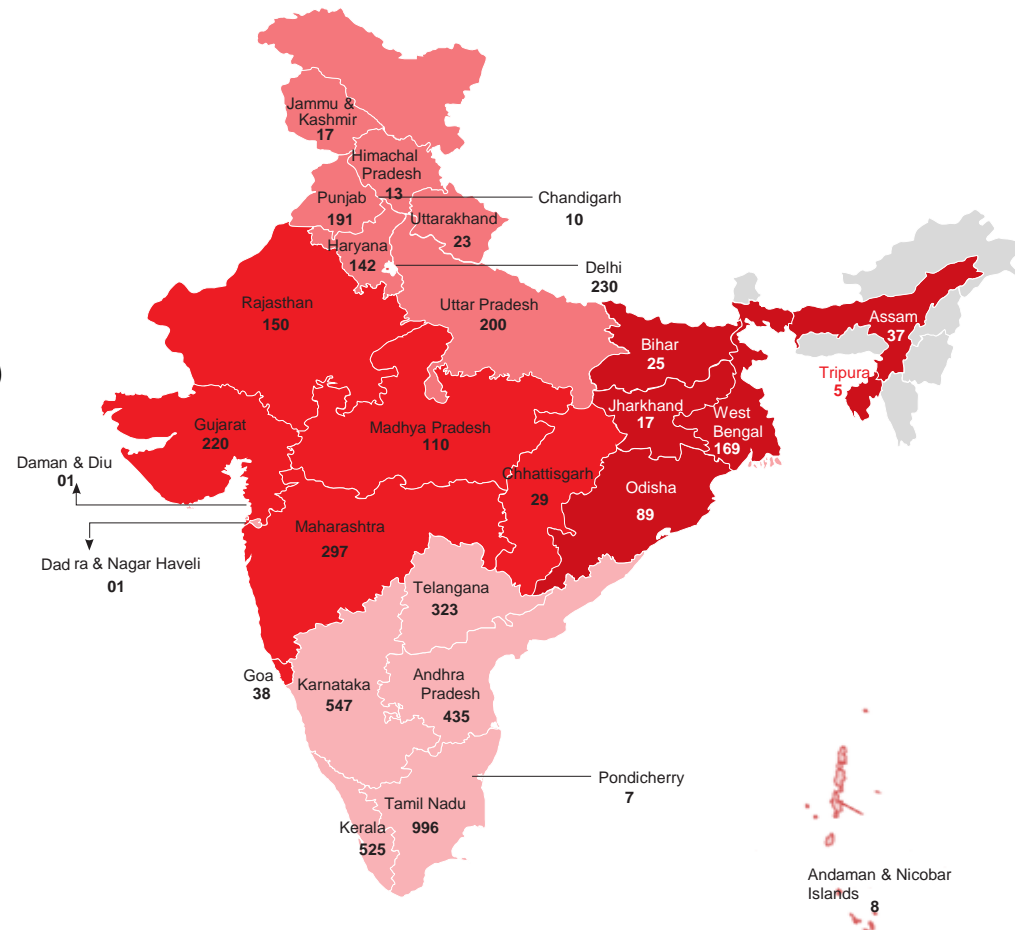 Jammu &
Kashmir
17
Himachal
Pradesh
13
Punjab
191
Chandigarh
10
Uttarakhand
23
Haryana
142
Delhi
230
Rajasthan
150
Uttar Pradesh
200
Assam
37
Bihar
25
Tripura
5
Jharkhand
17
West
Bengal
169
Gujarat
220
Madhya Pradesh
110
Daman & Diu
01
Chhattisgarh
29
Odisha
89
Maharashtra
297
Dad ra & Nagar Haveli
01
Telangana
323
Goa
38
Karnataka
547
Andhra
Pradesh
435
Pondicherry
7
Tamil Nadu
996
Kerala
525
Andaman & Nicobar
Islands
8